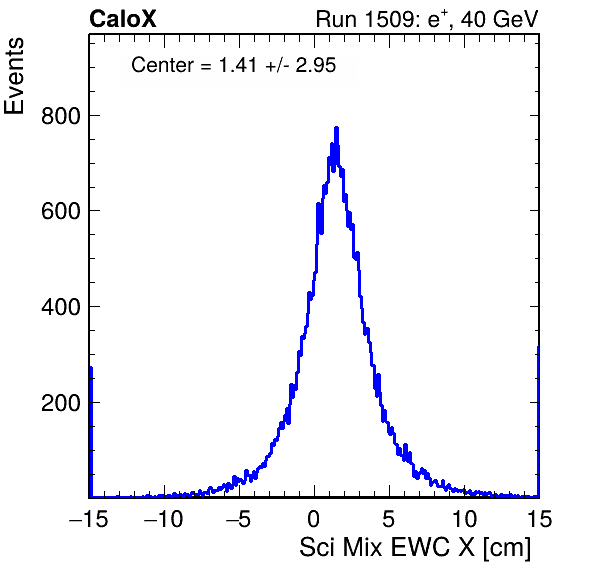 CaloX Run 1509: e⁺, 40 GeV
Events
Center = 1.41 +/- 2.95
800
600
400
200
−15 −10 −5 0 5 10 15
Sci Mix EWC X [cm]